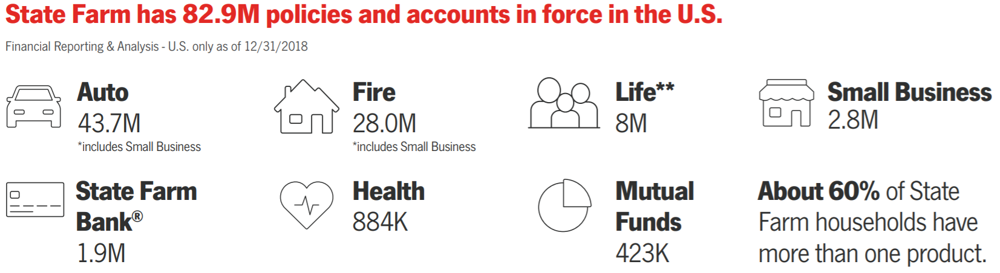 State Farm has 82.9M policies and accounts in force in the U.S.
Financial Reporting & Analysis - U.S. only as of 12/31/2018
Auto
43.7M
*includes Small Business
Fire
28.0M
*includes Small Business
Life**
8M
Small Business
2.8M
State Farm
Bank®
1.9M
Health
884K
Mutual
Funds
423K
About 60% of State
Farm households have
more than one product.